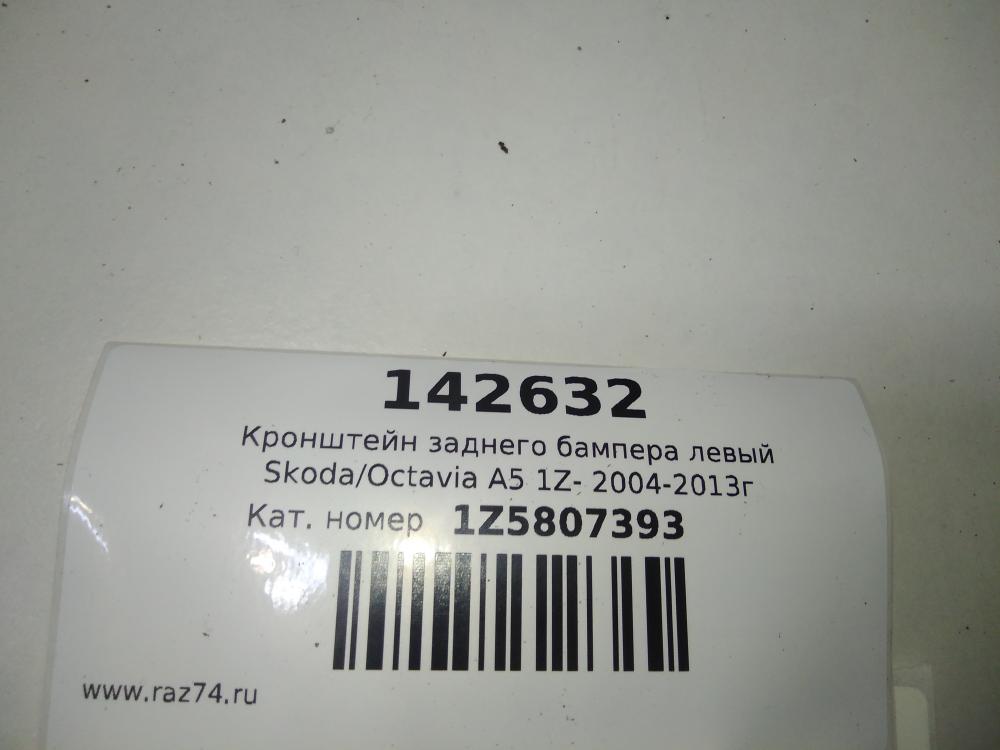 142632
Кронштейн заднего бампера левый
Skoda/Octavia A5 1Z- 2004-2013г
Кат. номер 1Z5807393
www.raz74.ru